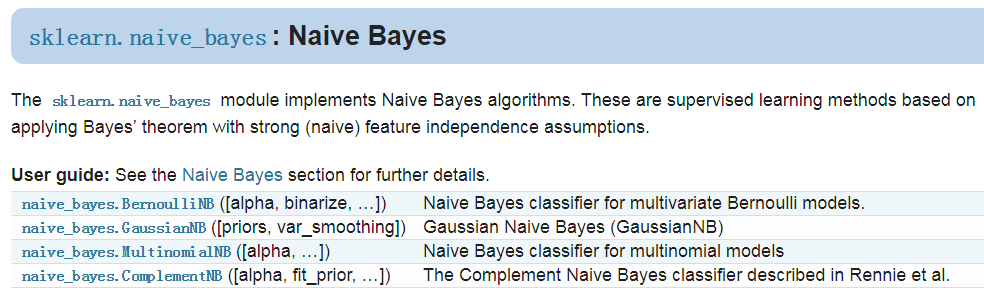 sklearn.naive_bayes: Naive Bayes
The sklearn.naive_bayes module implements Naive Bayes algorithms. These are supervised learning methods based on
applying Bayes’ theorem with strong (naive) feature independence assumptions.
User guide: See the Naive Bayes section for further details.
naive_bayes.BernoulliNB ([alpha, binarize, …]) Naive Bayes classifier for multivariate Bernoulli models.
naive_bayes.GaussianNB ([priors, var_smoothing]) Gaussian Naive Bayes (GaussianNB)
naive_bayes.MultinomialNB ([alpha, …]) Naive Bayes classifier for multinomial models
naive_bayes.ComplementNB ([alpha, fit_prior, …]) The Complement Naive Bayes classifier described in Rennie et al.